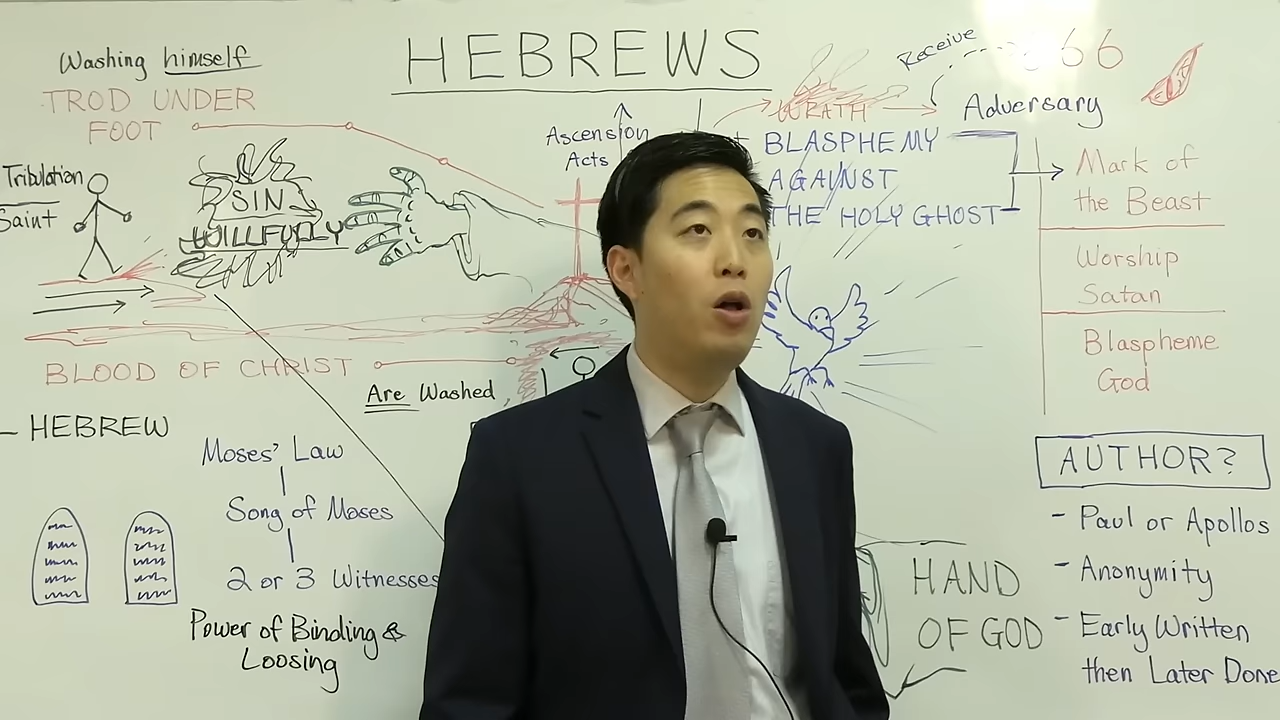 HEBREWS
Washing himself
TROD UNDER
FOOT
Tribulation
Saint
SIN
WILLFULLY
Ascension
Acts
WRATH
Receive
66
Adversary
BLASPHEMY
AGAINST
THE HOLY GHOST
Mark of
the Beast
Worship
Satan
Blaspheme
God
BLOOD OF CHRIST
Are Washed
- HEBREW
Moses' Law
Song of Moses
2 or 3 Witnesses
Power of Binding &
Loosing
HAND
OF GOD
AUTHOR?
- Paul or Apollos
- Anonymity
- Early Written
then Later Done